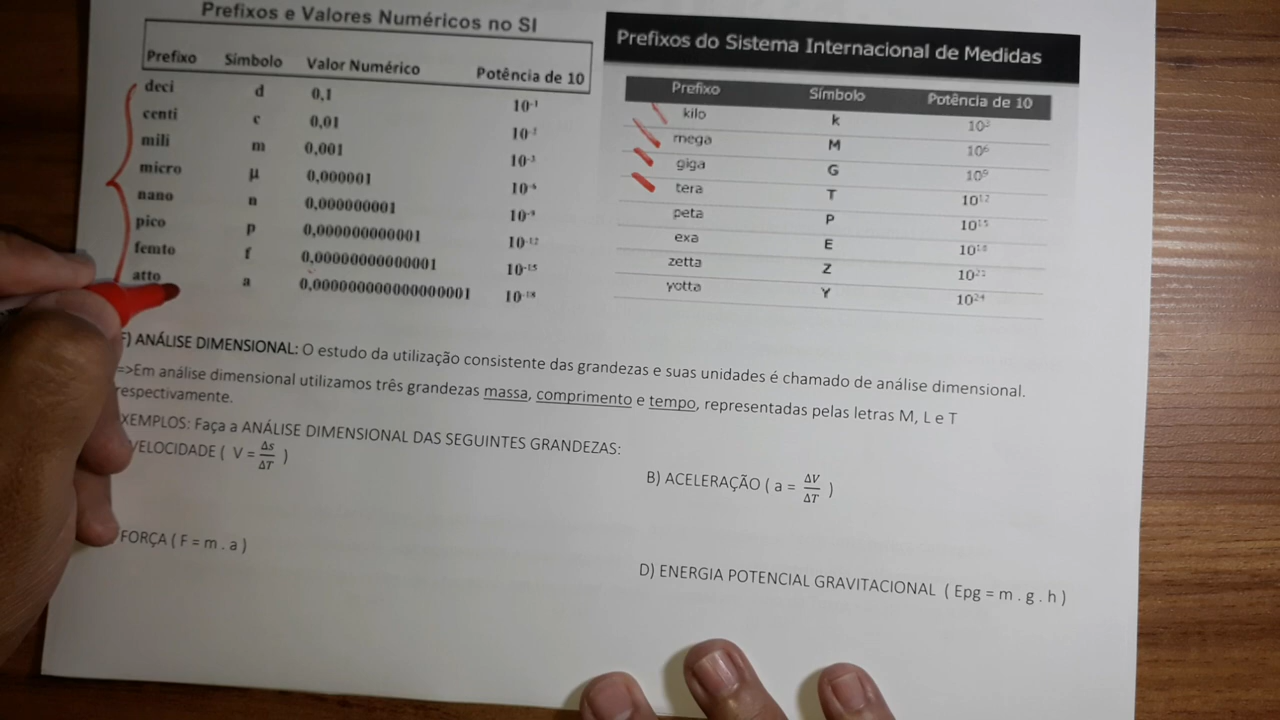 Prefixos e Valores Numéricos no SI
Prefixo Símbolo Valor Numérico Potência de 10
deci d 0,1 10⁻¹
centi c 0,01 10⁻²
mili m 0,001 10⁻³
micro μ 0,000001 10⁻⁶
nano n 0,000000001 10⁻⁹
pico p 0,000000000001 10⁻¹²
femto f 0,00000000000001 10⁻¹⁵
atto a 0,000000000000000001 10⁻¹⁸
Prefixos do Sistema Internacional de Medidas
Prefixo Símbolo Potência de 10
kilo k 10³
mega M 10⁶
giga G 10⁹
tera T 10¹²
peta P 10¹⁵
exa E 10¹⁸
zetta Z 10²¹
yotta Y 10²⁴
F) ANÁLISE DIMENSIONAL: O estudo da utilização consistente das grandezas e suas unidades é chamado de análise dimensional.
=>Em análise dimensional utilizamos três grandezas massa, comprimento e tempo, representadas pelas letras M, L e T
respectivamente.
XEMPLOS: Faça a ANÁLISE DIMENSIONAL DAS SEGUINTES GRANDEZAS:
VELOCIDADE ( V = Δs/ΔT )
B) ACELERAÇÃO ( a = ΔV/ΔT )
FORÇA ( F = m . a )
D) ENERGIA POTENCIAL GRAVITACIONAL ( Epg = m . g . h )